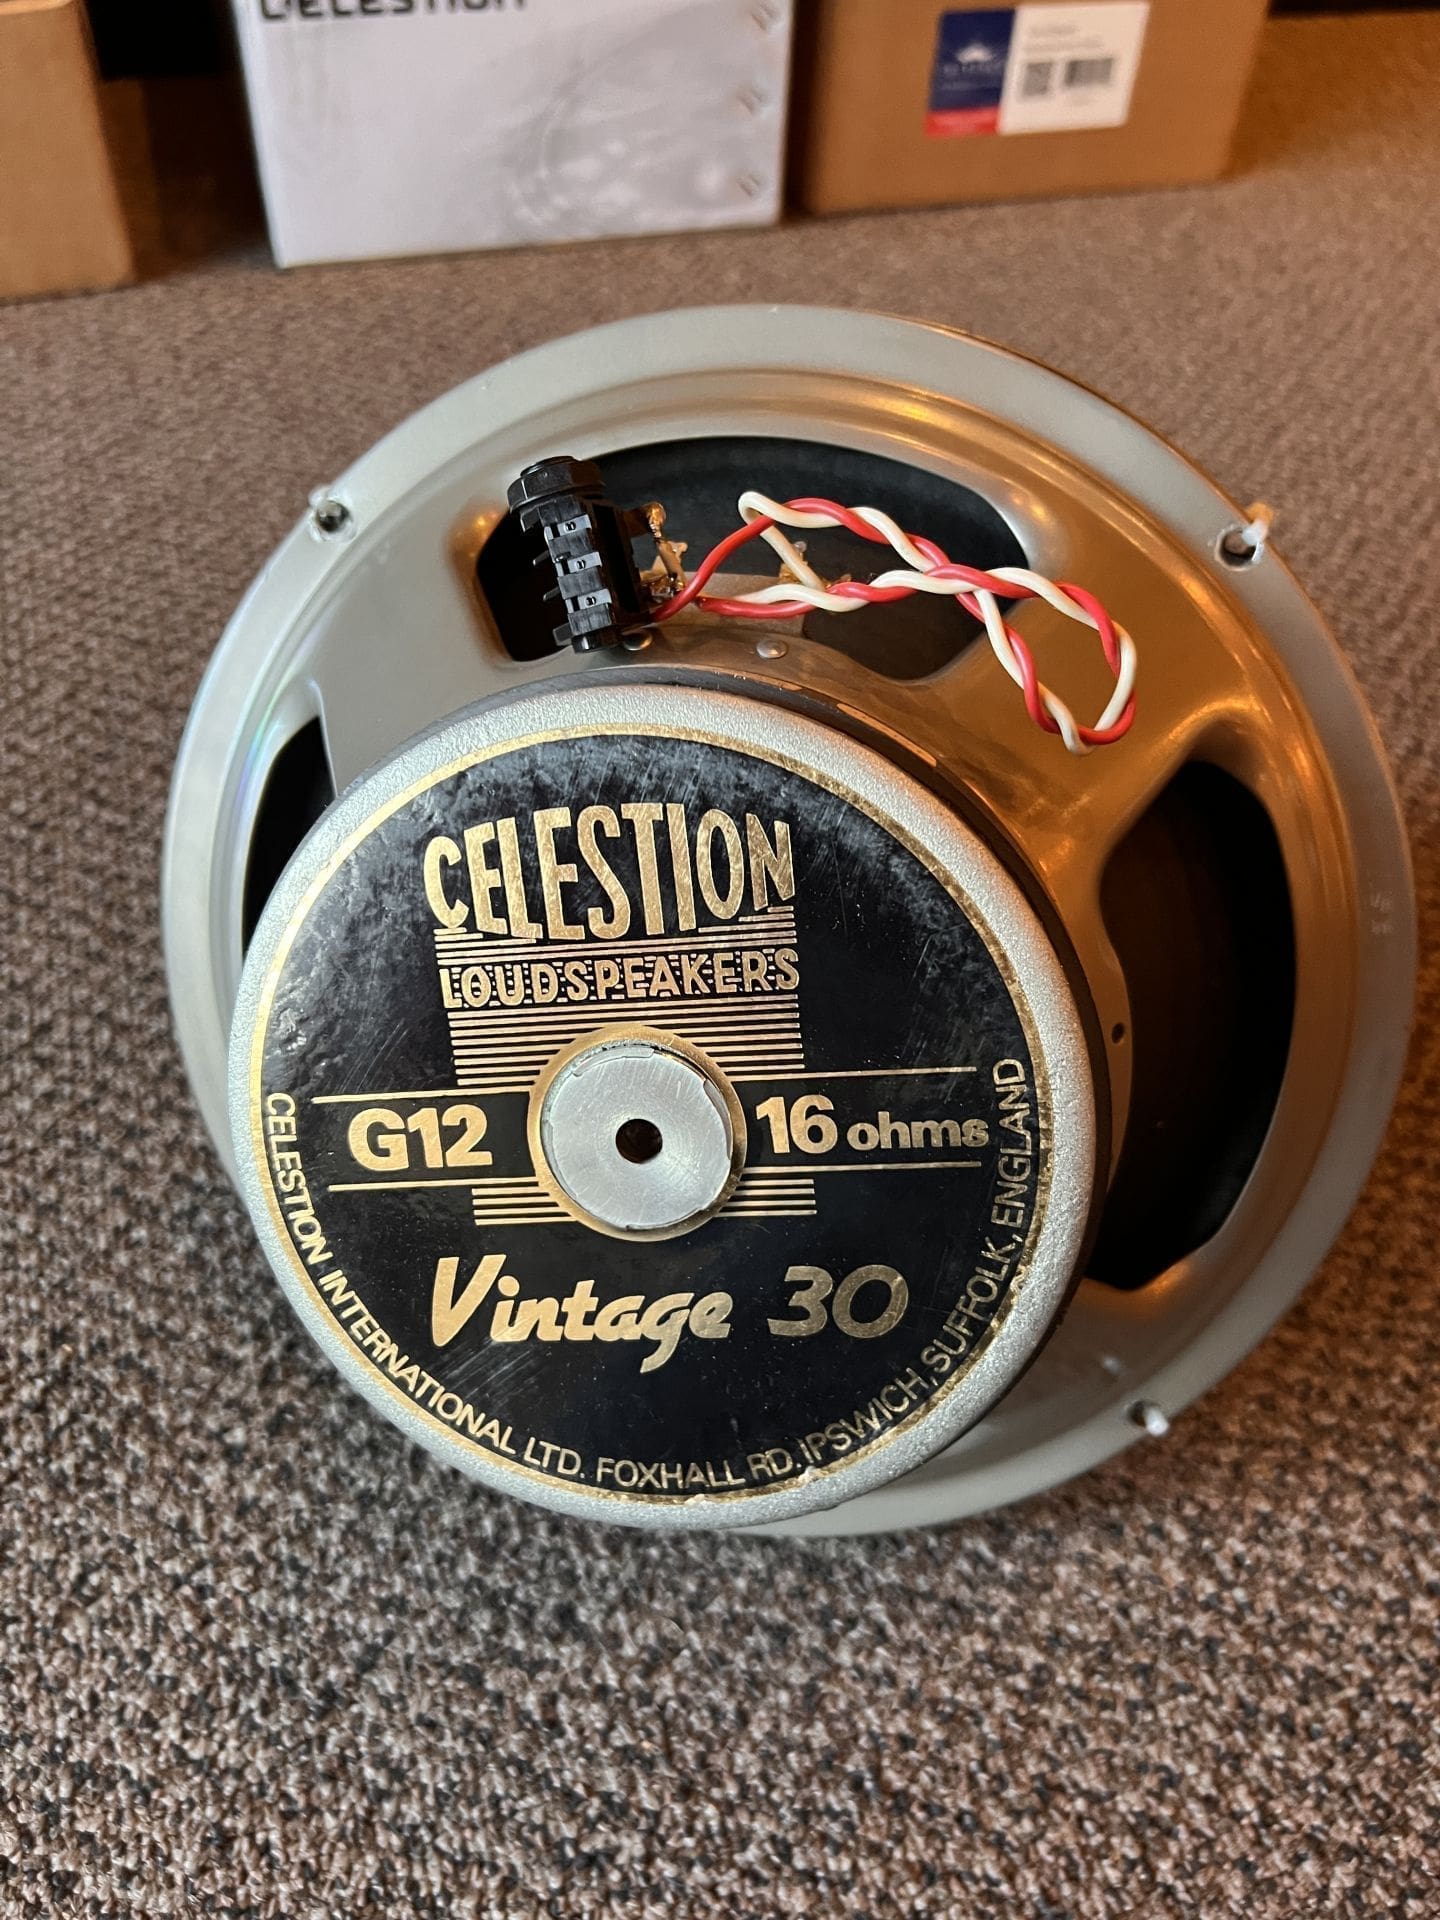 CELESTION
CELESTION
LOUDSPEAKERS
G12
16 ohms
Vintage 30
CELESTION INTERNATIONAL LTD. FOXHALL RD. IPSWICH, SUFFOLK, ENGLAND